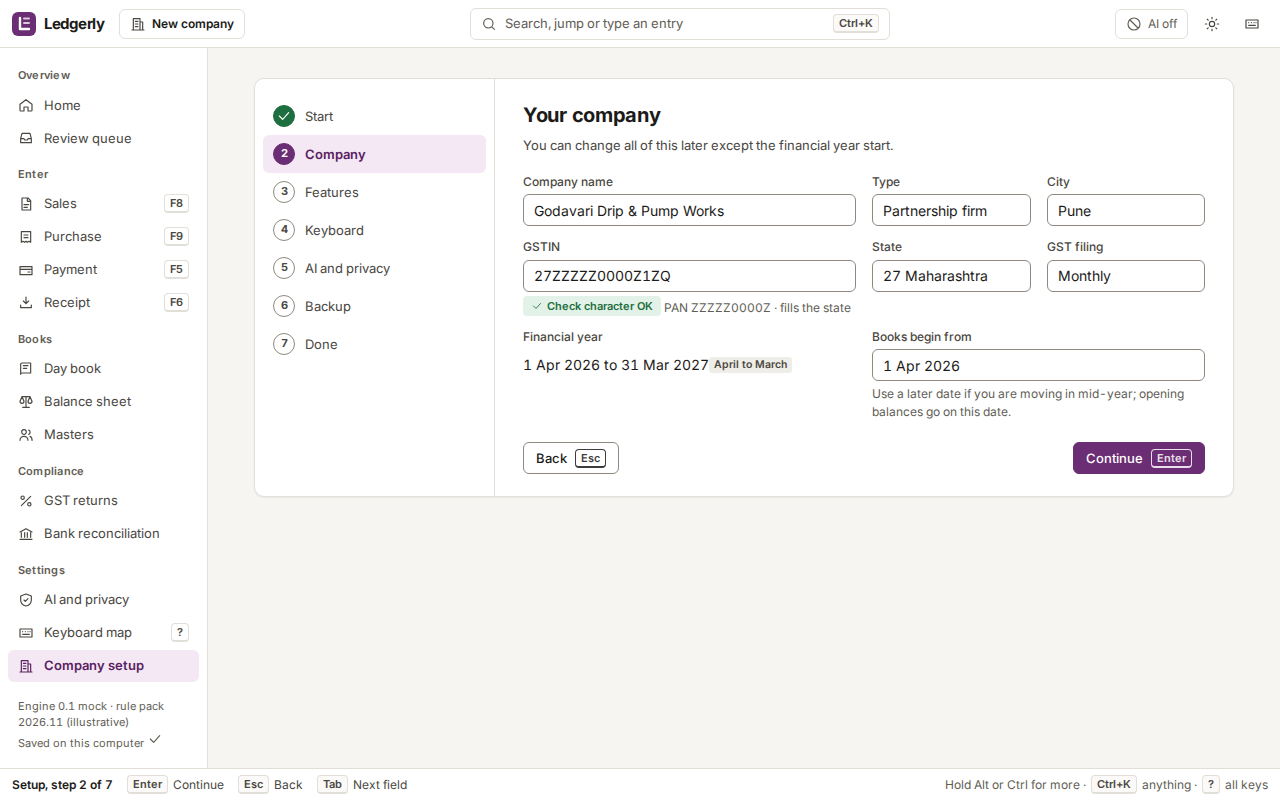 Ledgerly
New company
Search, jump or type an entry
Ctrl+K
AI off
Overview
Home
Review queue
Enter
Sales F8
Purchase F9
Payment F5
Receipt F6
Books
Day book
Balance sheet
Masters
Compliance
GST returns
Bank reconciliation
Settings
AI and privacy
Keyboard map ?
Company setup
Engine 0.1 mock · rule pack
2026.11 (illustrative)
Saved on this computer
Start
2 Company
3 Features
4 Keyboard
5 AI and privacy
6 Backup
7 Done
Your company
You can change all of this later except the financial year start.
Company name
Godavari Drip & Pump Works
Type
Partnership firm
City
Pune
GSTIN
27ZZZZZ0000Z1ZQ
Check character OK PAN ZZZZZ0000Z · fills the state
State
27 Maharashtra
GST filing
Monthly
Financial year
1 Apr 2026 to 31 Mar 2027 April to March
Books begin from
1 Apr 2026
Use a later date if you are moving in mid-year; opening
balances go on this date.
Back Esc
Continue Enter
Setup, step 2 of 7 Enter Continue Esc Back Tab Next field
Hold Alt or Ctrl for more · Ctrl+K anything · ? all keys